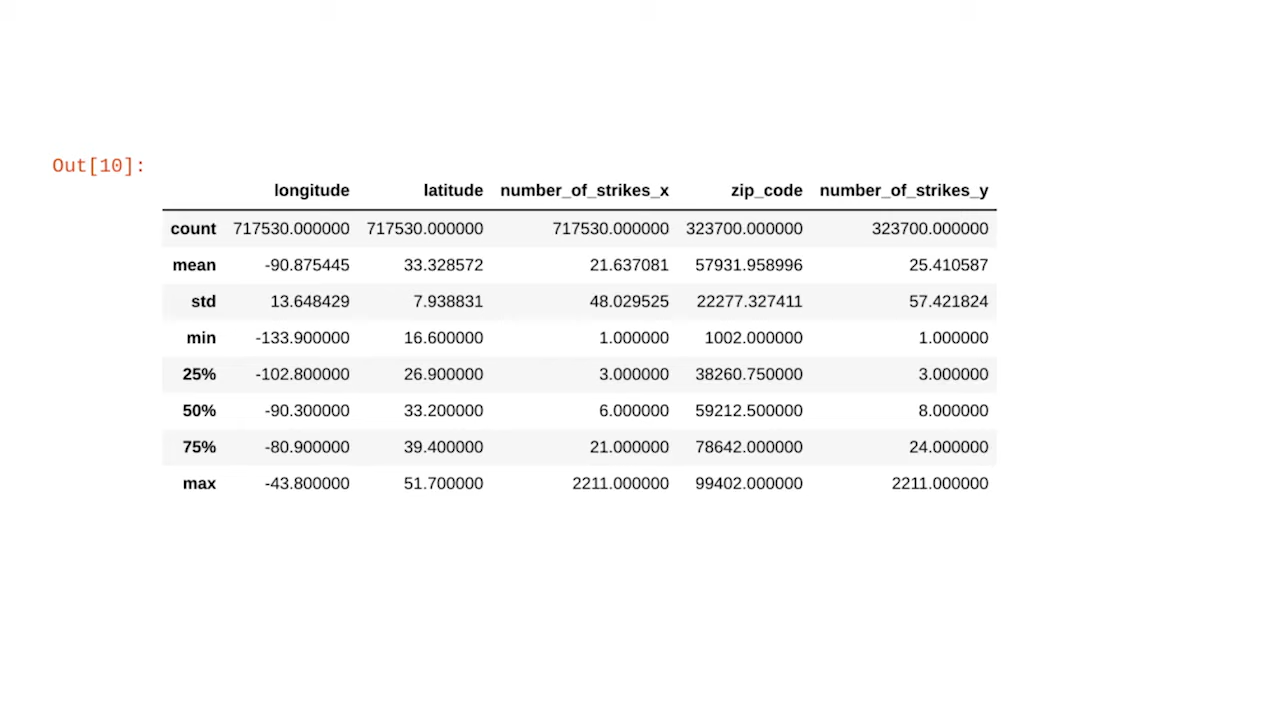 Out[10]:
longitude latitude number_of_strikes_x zip_code number_of_strikes_y
count 717530.000000 717530.000000 717530.000000 323700.000000 323700.000000
mean -90.875445 33.328572 21.637081 57931.958996 25.410587
std 13.648429 7.938831 48.029525 22277.327411 57.421824
min -133.900000 16.600000 1.000000 1002.000000 1.000000
25% -102.800000 26.900000 3.000000 38260.750000 3.000000
50% -90.300000 33.200000 6.000000 59212.500000 8.000000
75% -80.900000 39.400000 21.000000 78642.000000 24.000000
max -43.800000 51.700000 2211.000000 99402.000000 2211.000000